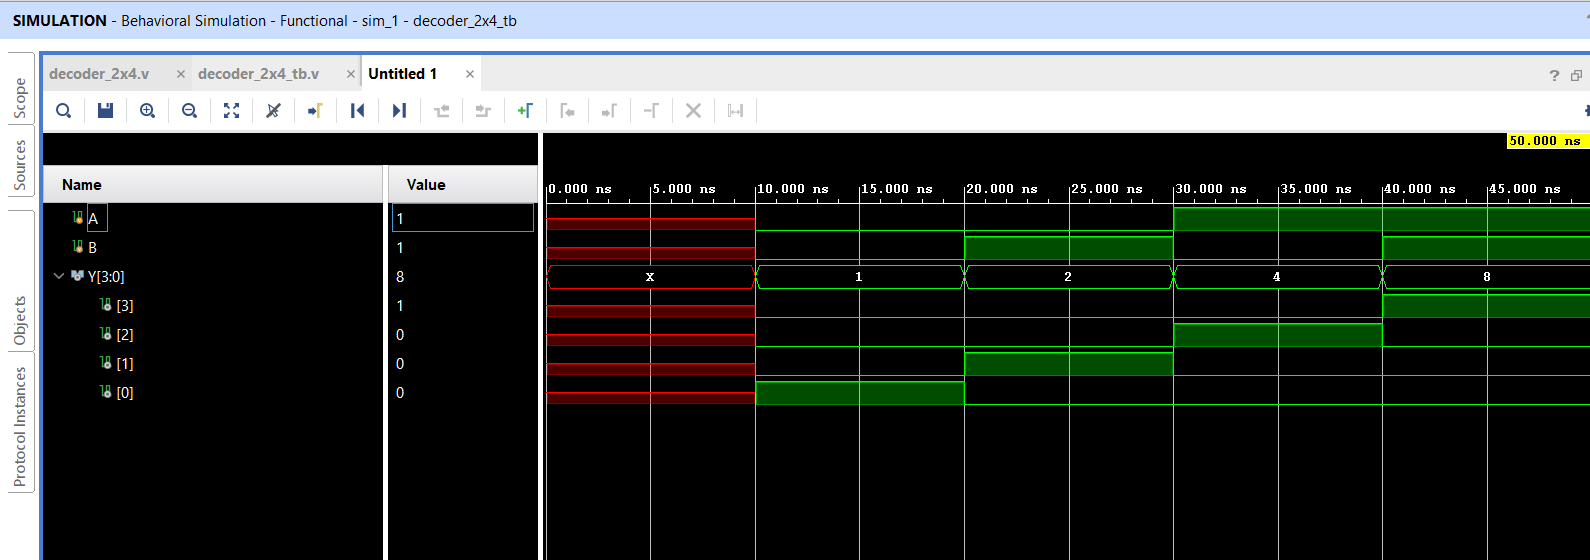 SIMULATION - Behavioral Simulation - Functional - sim_1 - decoder_2x4_tb
Scope
Sources
Objects
Protocol Instances
decoder_2x4.v × decoder_2x4_tb.v × Untitled 1 ×
?
50.000 ns
Name Value
0.000 ns 5.000 ns 10.000 ns 15.000 ns 20.000 ns 25.000 ns 30.000 ns 35.000 ns 40.000 ns 45.000 ns
A 1
B 1
Y[3:0] 8 X 1 2 4 8
[3] 1
[2] 0
[1] 0
[0] 0